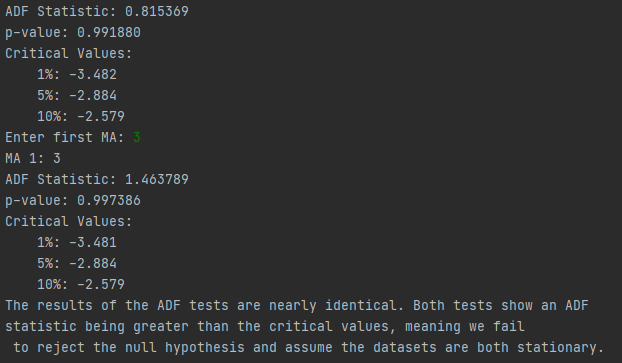 ADF Statistic: 0.815369
p-value: 0.991880
Critical Values:
1%: -3.482
5%: -2.884
10%: -2.579
Enter first MA: 3
MA 1: 3
ADF Statistic: 1.463789
p-value: 0.997386
Critical Values:
1%: -3.481
5%: -2.884
10%: -2.579
The results of the ADF tests are nearly identical. Both tests show an ADF
statistic being greater than the critical values, meaning we fail
to reject the null hypothesis and assume the datasets are both stationary.